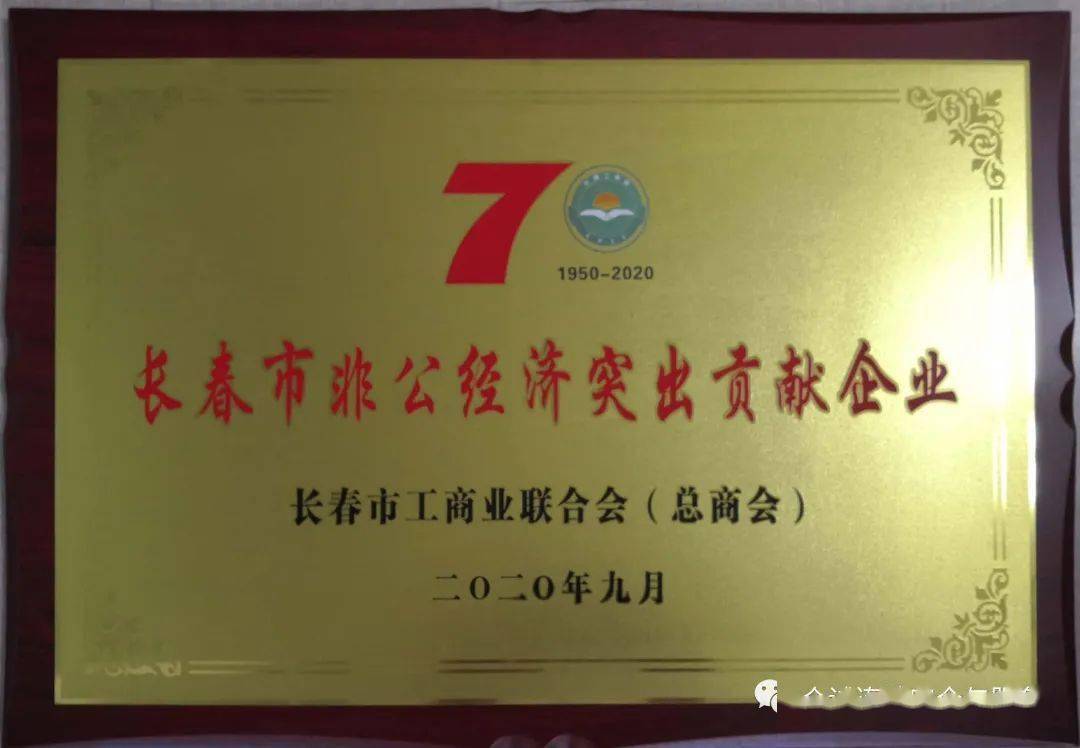 70
1950-2020
长春市非公经济突出贡献企业
长春市工商业联合会（总商会）
二〇二〇年九月